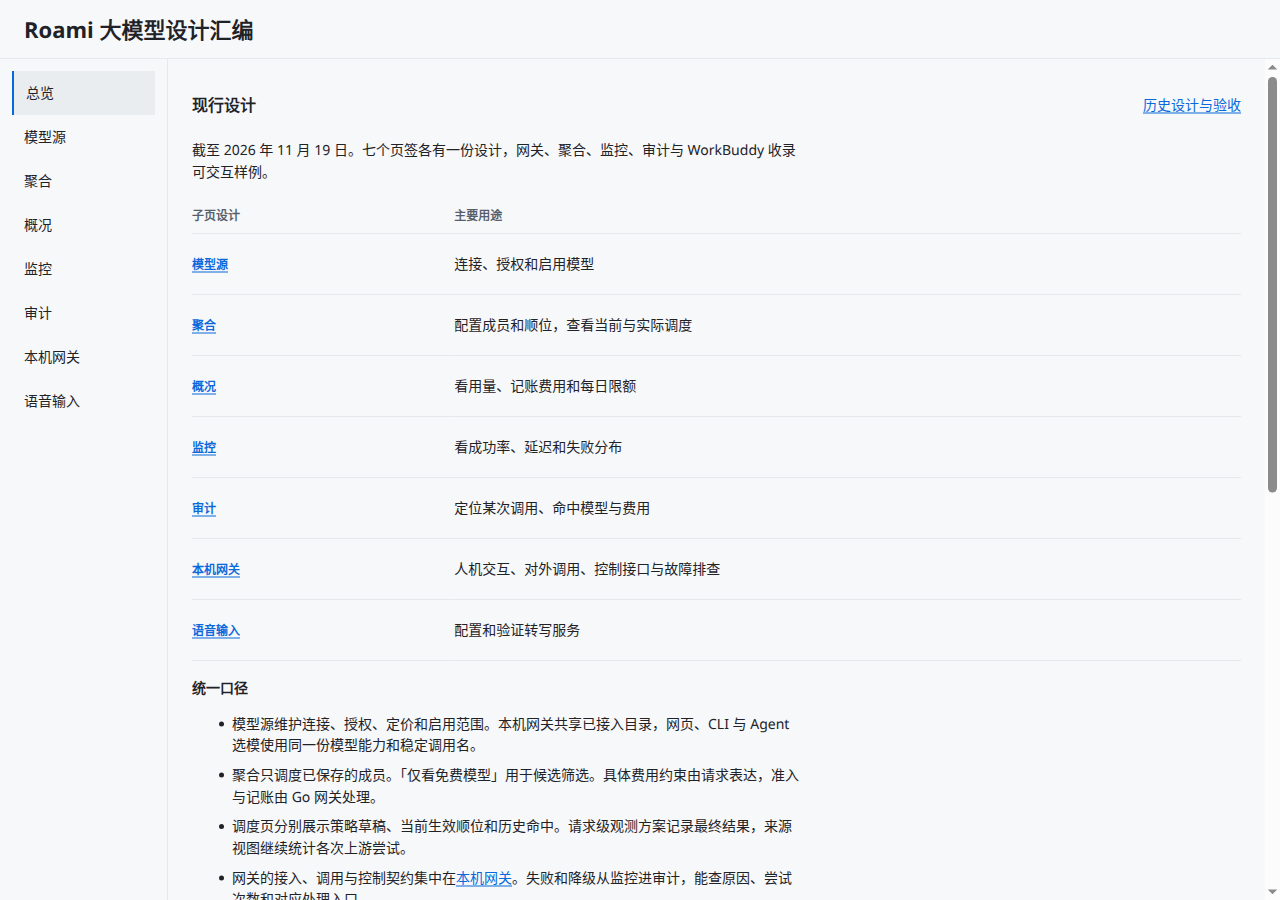 Roami 大模型设计汇编
总览
模型源
聚合
概况
监控
审计
本机网关
语音输入
现行设计
历史设计与验收
截至 2026 年 11 月 19 日。七个页签各有一份设计，网关、聚合、监控、审计与 WorkBuddy 收录
可交互样例。
子页设计 主要用途
模型源 连接、授权和启用模型
聚合 配置成员和顺位，查看当前与实际调度
概况 看用量、记账费用和每日限额
监控 看成功率、延迟和失败分布
审计 定位某次调用、命中模型与费用
本机网关 人机交互、对外调用、控制接口与故障排查
语音输入 配置和验证转写服务
统一口径
• 模型源维护连接、授权、定价和启用范围。本机网关共享已接入目录，网页、CLI 与 Agent
选模使用同一份模型能力和稳定调用名。
• 聚合只调度已保存的成员。「仅看免费模型」用于候选筛选。具体费用约束由请求表达，准入
与记账由 Go 网关处理。
• 调度页分别展示策略草稿、当前生效顺位和历史命中。请求级观测方案记录最终结果，来源
视图继续统计各次上游尝试。
• 网关的接入、调用与控制契约集中在本机网关。失败和降级从监控进审计，能查原因、尝试
次数和对应处理入口。